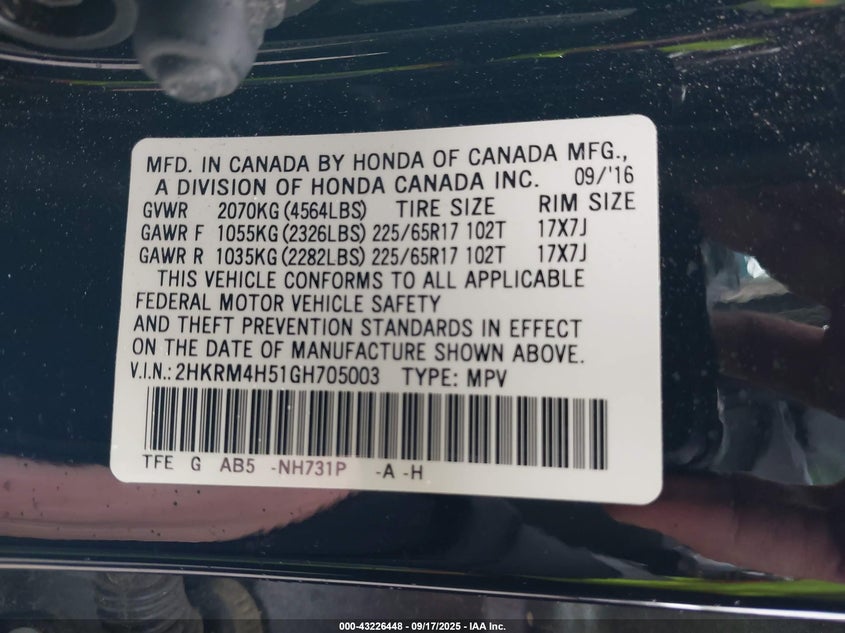 MFD. IN CANADA BY HONDA OF CANADA MFG.,
A DIVISION OF HONDA CANADA INC. 09/'16
GVWR 2070KG (4564LBS) TIRE SIZE RIM SIZE
GAWR F 1055KG (2326LBS) 225/65R17 102T 17X7J
GAWR R 1035KG (2282LBS) 225/65R17 102T 17X7J
THIS VEHICLE CONFORMS TO ALL APPLICABLE
FEDERAL MOTOR VEHICLE SAFETY
AND THEFT PREVENTION STANDARDS IN EFFECT
ON THE DATE OF MANUFACTURE SHOWN ABOVE.
V.I.N.: 2HKRM4H51GH705003 TYPE: MPV
TFE G AB5 -NH731P -A -H
000-43226448 - 09/17/2025 - IAA Inc.